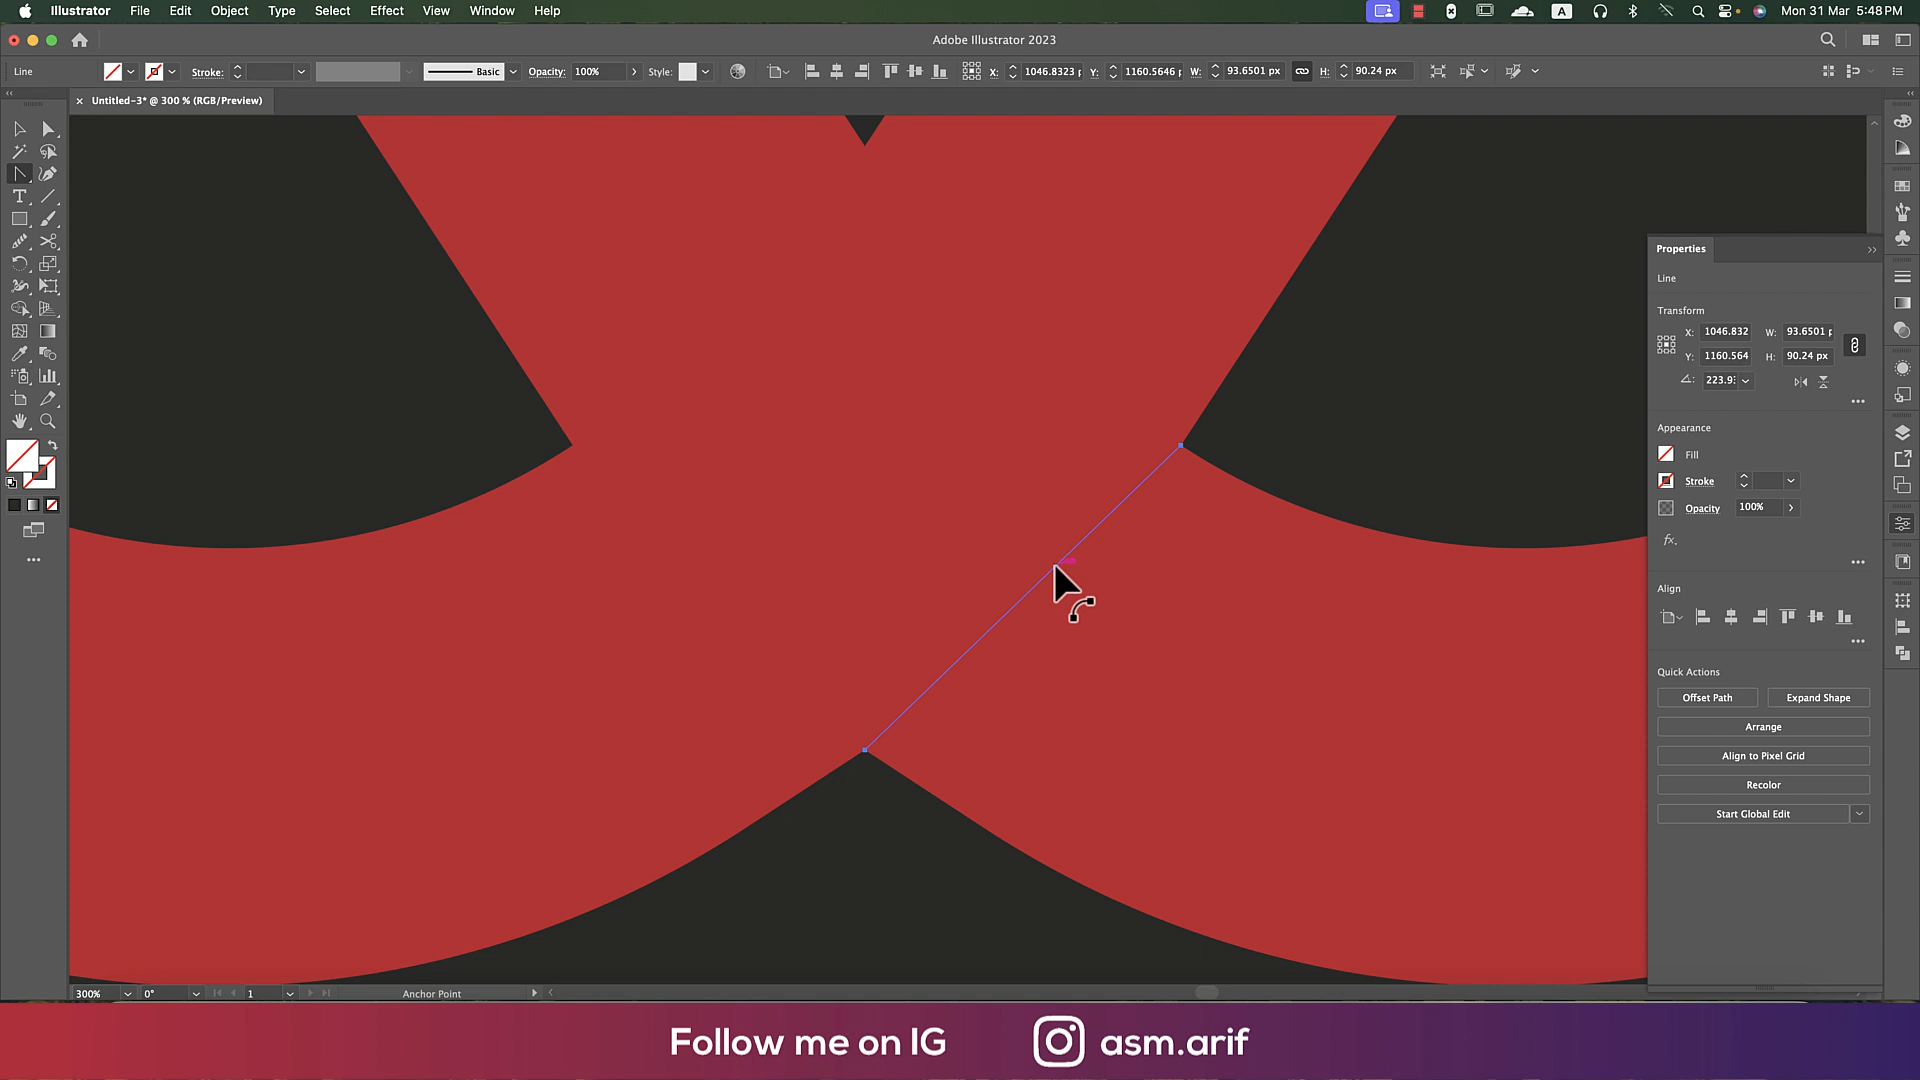 Illustrator File Edit Object Type Select Effect View Window Help
A Mon 31 Mar 5:48 PM
Adobe Illustrator 2023
Line Stroke: Basic Opacity: 100% Style: X: 1046.8323 Y: 1160.5646 W: 93.6501 px H: 90.24 px
× Untitled-3* @ 300 % (RGB/Preview)
Properties
Line
Transform
X: 1046.832 W: 93.6501 p
Y: 1160.564 H: 90.24 px
223.9
Appearance
Fill
Stroke
Opacity 100%
fx.
Align
Quick Actions
Offset Path Expand Shape
Arrange
Align to Pixel Grid
Recolor
Start Global Edit
300% 0° 1 Anchor Point
Follow me on IG asm.arif